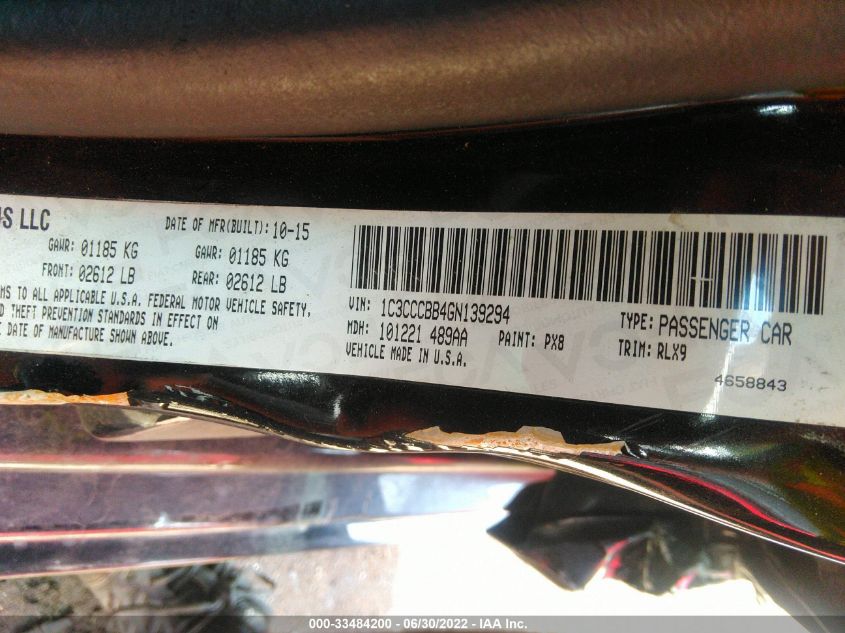 US LLC
DATE OF MFR(BUILT): 10-15
GAWR: 01185 KG GAWR: 01185 KG
FRONT: 02612 LB REAR: 02612 LB
MS TO ALL APPLICABLE U.S.A. FEDERAL MOTOR VEHICLE SAFETY,
D THEFT PREVENTION STANDARDS IN EFFECT ON
E DATE OF MANUFACTURE SHOWN ABOVE.
VIN: 1C3CCCBB4GN139294 TYPE: PASSENGER CAR
MDH: 101221 489AA PAINT: PX8 TRIM: RLX9
VEHICLE MADE IN U.S.A.
4658843
000-33484200 - 06/30/2022 - IAA Inc.